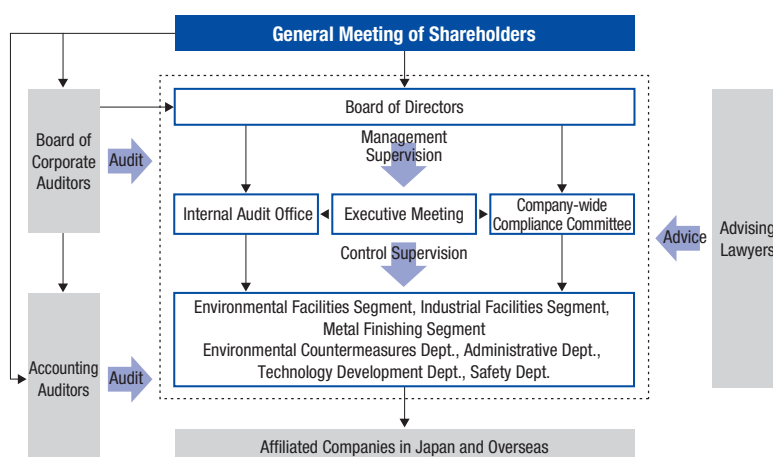 General Meeting of Shareholders
Board of Directors
Board of
Corporate
Auditors
Audit
Management
Supervision
Internal Audit Office
Executive Meeting
Company-wide
Compliance Committee
Advice
Advising
Lawyers
Control Supervision
Environmental Facilities Segment, Industrial Facilities Segment,
Metal Finishing Segment
Environmental Countermeasures Dept., Administrative Dept.,
Technology Development Dept., Safety Dept.
Accounting
Auditors
Audit
Affiliated Companies in Japan and Overseas